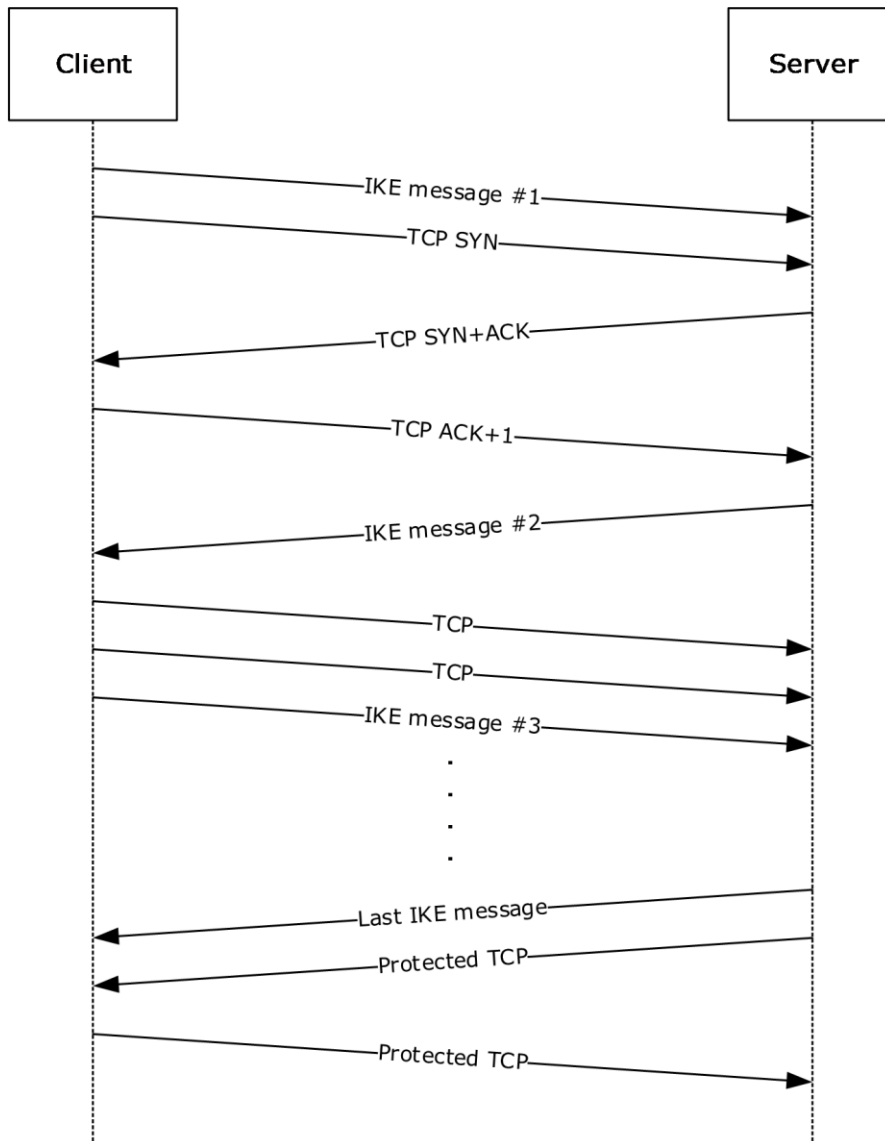 Client
Server
IKE message #1
TCP SYN
TCP SYN+ACK
TCP ACK+1
IKE message #2
TCP
TCP
IKE message #3
Last IKE message
Protected TCP
Protected TCP